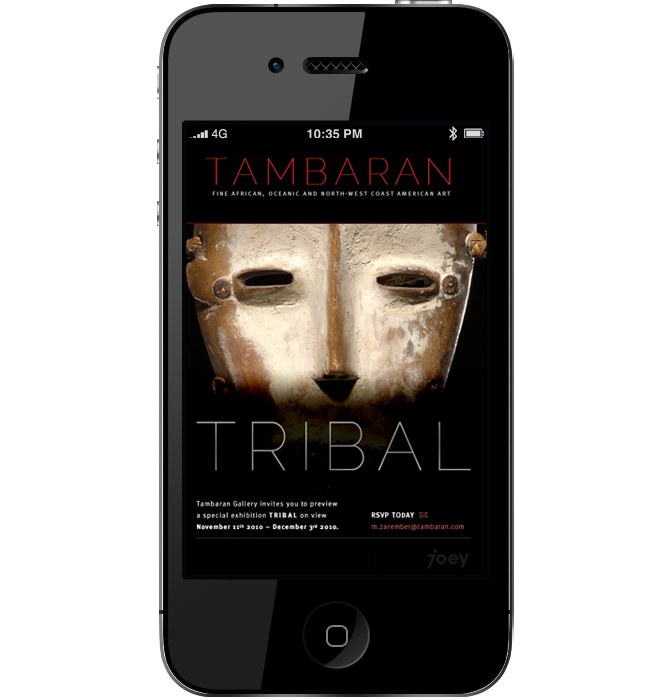 4G 10:35 PM
TAMBARAN
FINE AFRICAN, OCEANIC AND NORTH-WEST COAST AMERICAN ART
TRIBAL
Tambaran Gallery invites you to preview
a special exhibition TRIBAL on view
November 11th 2010 – December 3rd 2010.
RSVP TODAY
m.zarember@tambaran.com
joey